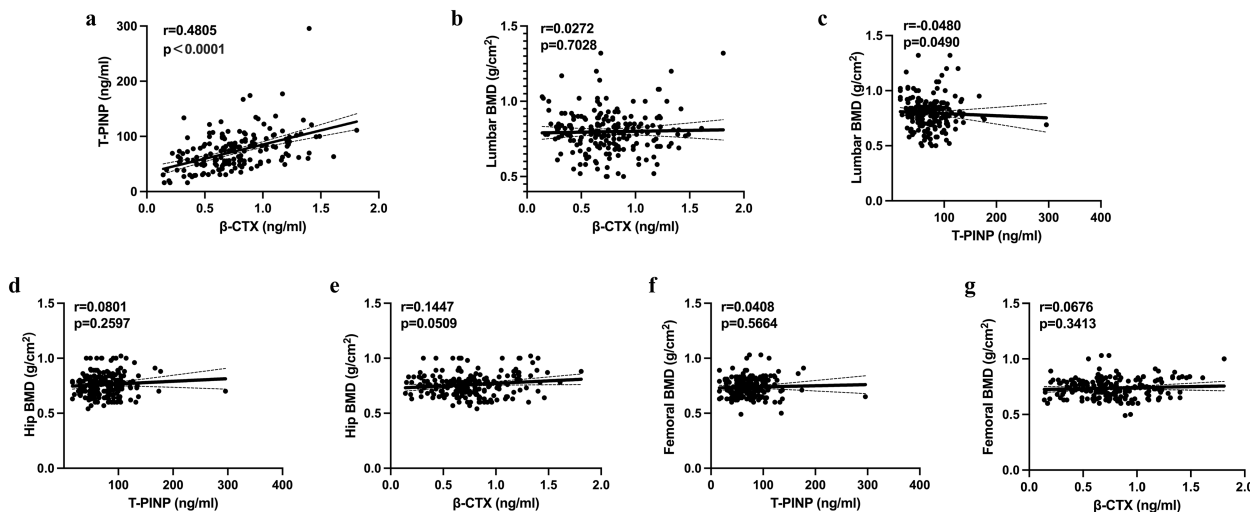 a
r=0.4805
p<0.0001
T-PINP (ng/ml)
300
200
100
0
0.0 0.5 1.0 1.5 2.0
β-CTX (ng/ml)
b
r=0.0272
p=0.7028
Lumbar BMD (g/cm²)
1.5
1.0
0.5
0.0 0.5 1.0 1.5 2.0
β-CTX (ng/ml)
c
r=-0.0480
p=0.0490
Lumbar BMD (g/cm²)
1.5
1.0
0.5
0.0
100 200 300 400
T-PINP (ng/ml)
d
r=0.0801
p=0.2597
Hip BMD (g/cm²)
1.5
1.0
0.5
0.0
100 200 300 400
T-PINP (ng/ml)
e
r=0.1447
p=0.0509
Hip BMD (g/cm²)
1.5
1.0
0.5
0.0
0.0 0.5 1.0 1.5 2.0
β-CTX (ng/ml)
f
r=0.0408
p=0.5664
Femoral BMD (g/cm²)
1.5
1.0
0.5
0.0
0 100 200 300 400
T-PINP (ng/ml)
g
r=0.0676
p=0.3413
Femoral BMD (g/cm²)
1.5
1.0
0.5
0.0
0.0 0.5 1.0 1.5 2.0
β-CTX (ng/ml)